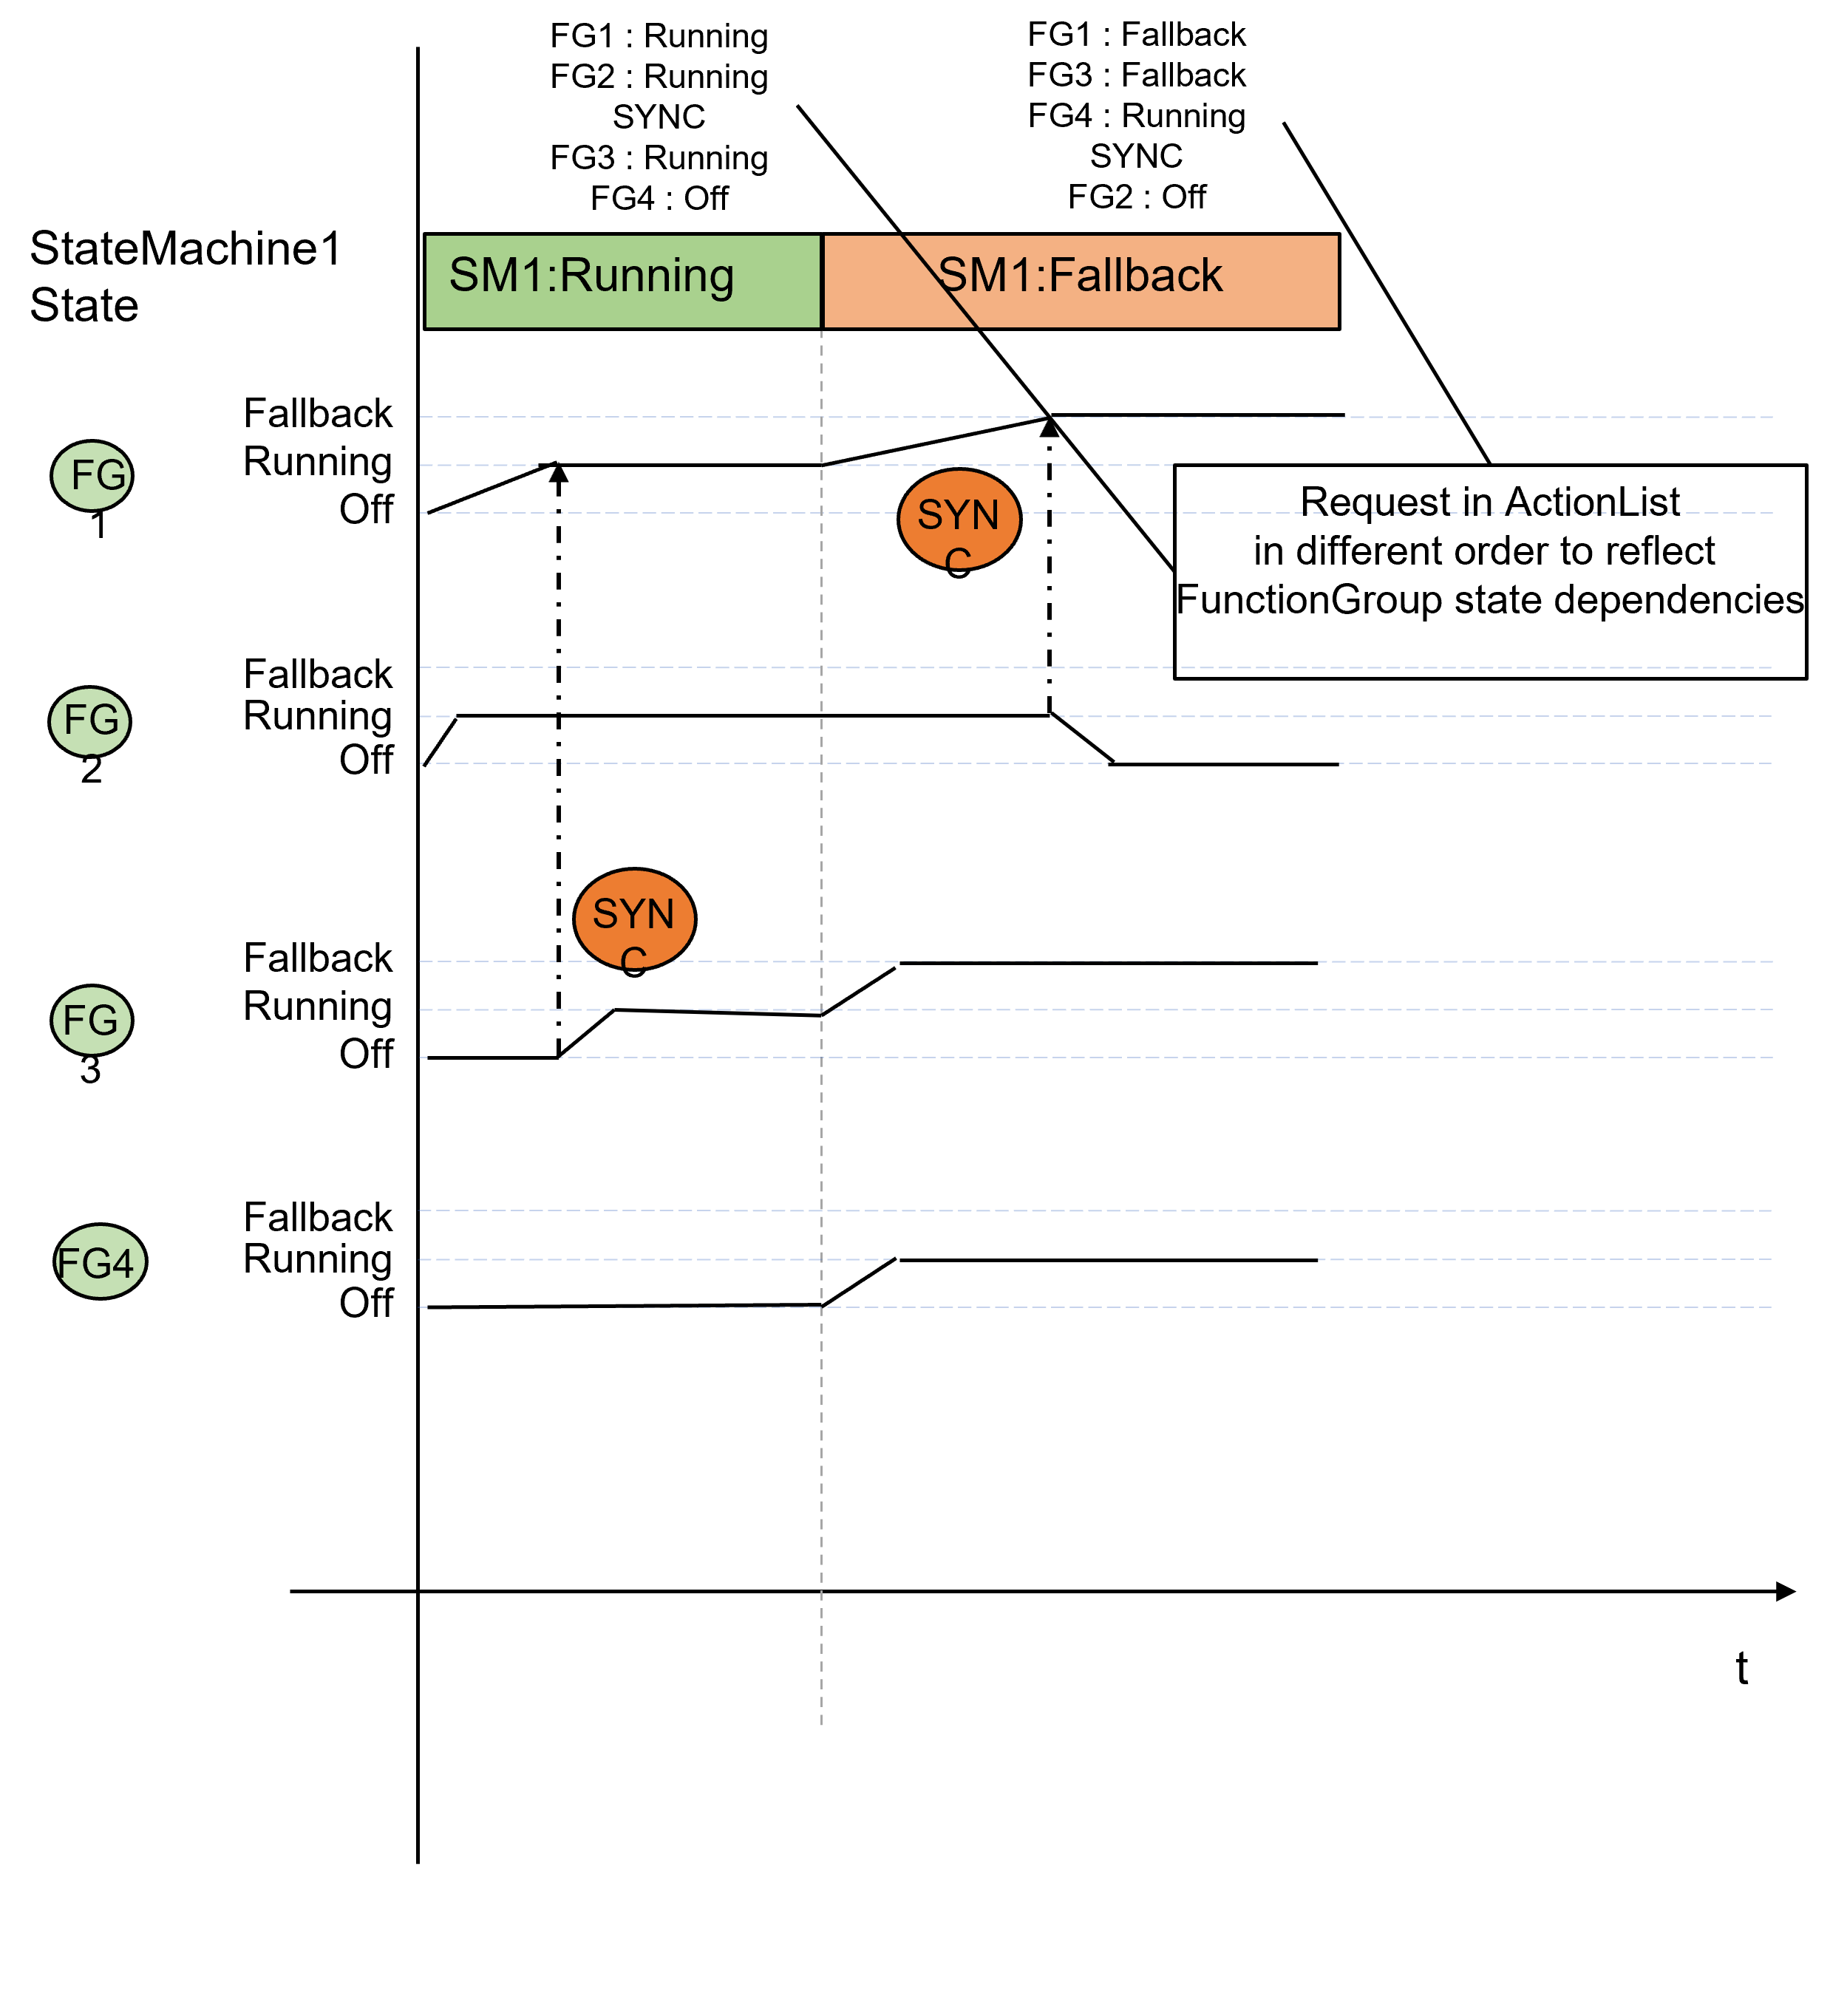 FG1 : Running
FG2 : Running
SYNC
FG3 : Running
FG4 : Off
FG1 : Fallback
FG3 : Fallback
FG4 : Running
SYNC
FG2 : Off
StateMachine1
State
SM1:Running
SM1:Fallback
Fallback
Running
Off
FG
1
SYN
C
Request in ActionList
in different order to reflect
FunctionGroup state dependencies
Fallback
Running
Off
FG
2
SYN
C
Fallback
Running
Off
FG
3
Fallback
Running
Off
FG4
t